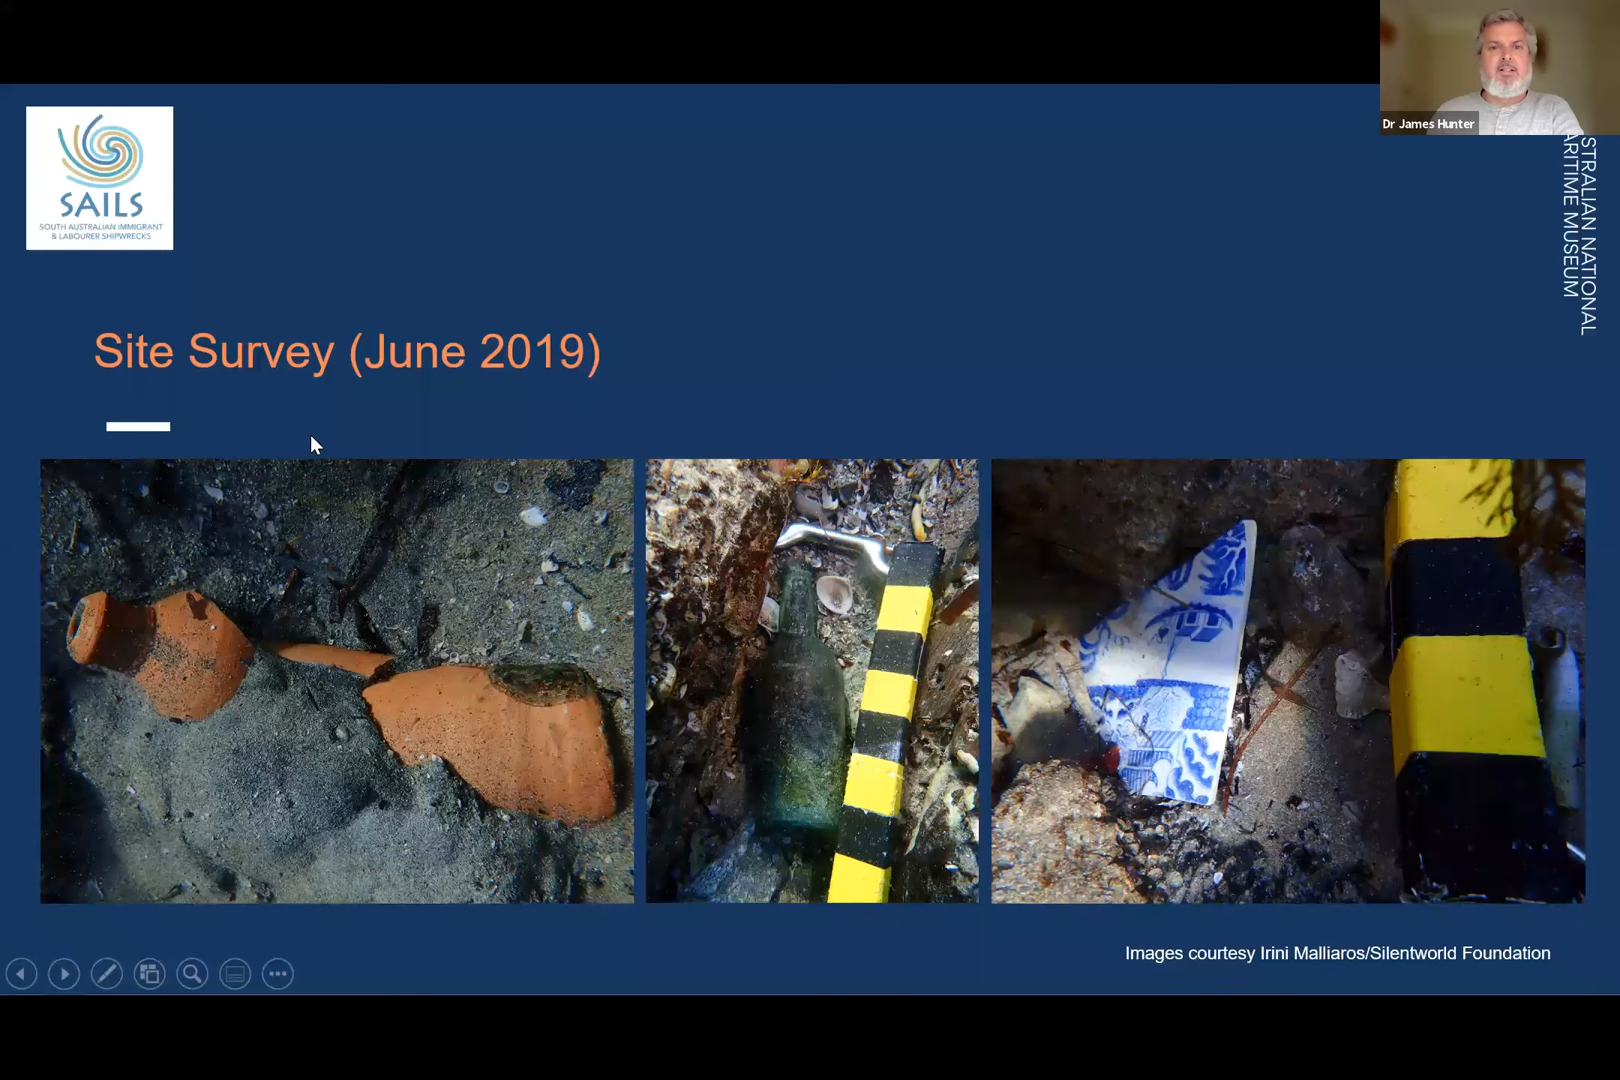 Dr James Hunter
SAILS
SOUTH AUSTRALIAN IMMIGRANT
& LABOURER SHIPWRECKS
STRALIAN NATIONAL
ARITIME MUSEUM
Site Survey (June 2019)
Images courtesy Irini Malliaros/Silentworld Foundation